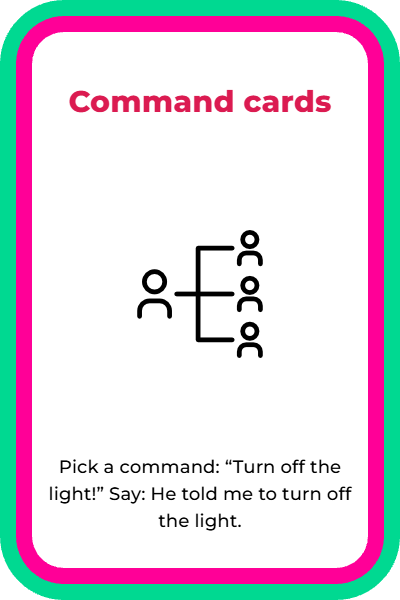 Command cards
Pick a command: “Turn off the
light!” Say: He told me to turn off
the light.